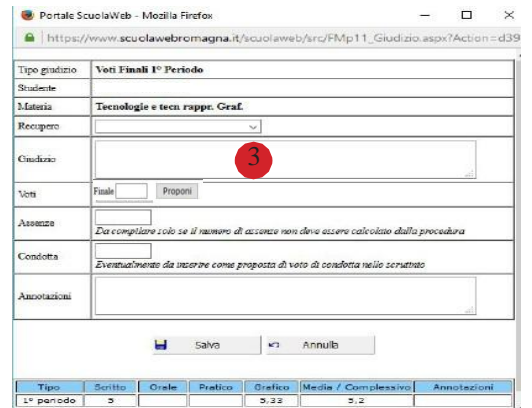 Portale ScuolaWeb - Mozilla Firefox
https://www.scuolawebromagna.it/scuolaweb/src/FMp11_Giudizio.aspx?Action=d39
Tipo giudizio Voti Finali 1° Periodo
Studente
Materia Tecnologie e tecn rappr. Graf.
Recupero
Giudizio 3
Voti Finale Proponi
Assenze
Da compilare solo se il numero di assenze non deve essere calcolato dalla procedura
Condotta
Eventualmente da inserire come proposta di voto di condotta nello scrutinio
Annotazioni
Salva Annulla
Tipo Scritto Orale Pratico Grafico Media / Complessivo Annotazioni
1° periodo 5 5,33 5,2